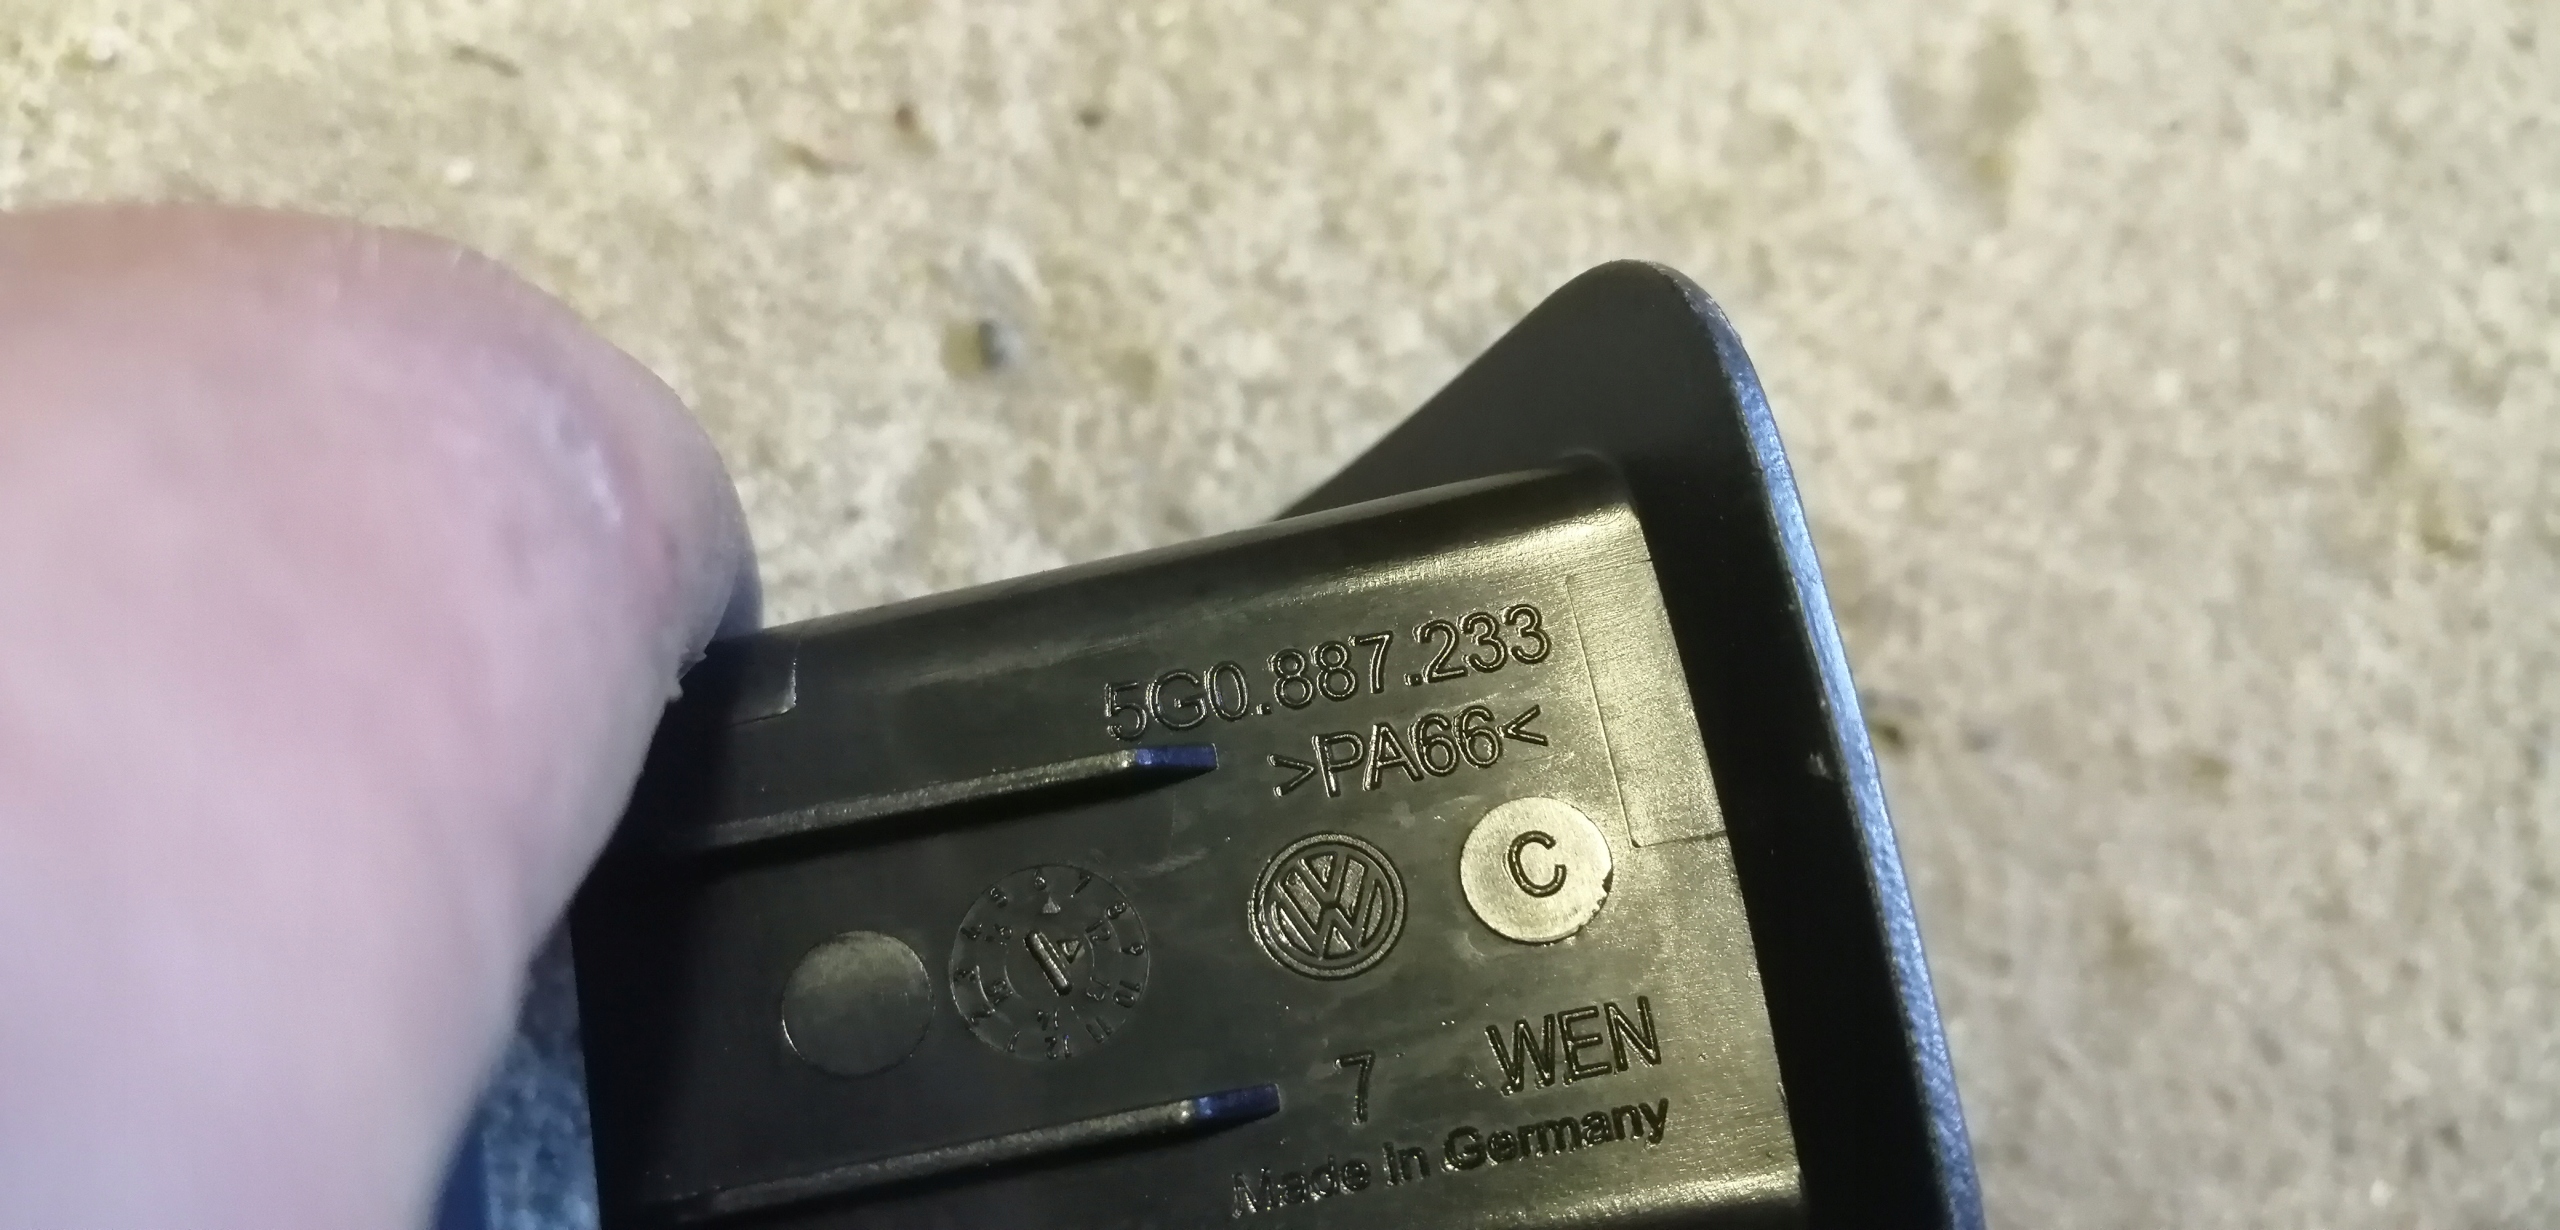 5G0.887.233
>PA66<
C
7 WEN
Made in Germany